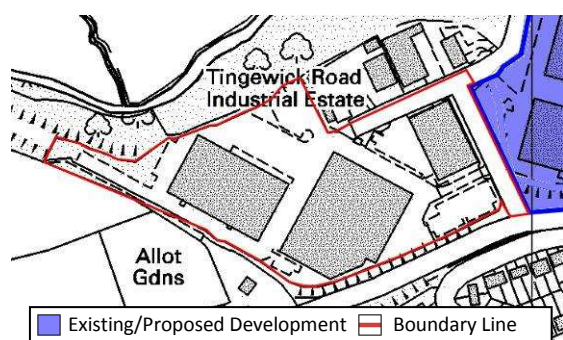 Tingewick Road
Industrial Estate
Allot
Gdns
Existing/Proposed Development Boundary Line